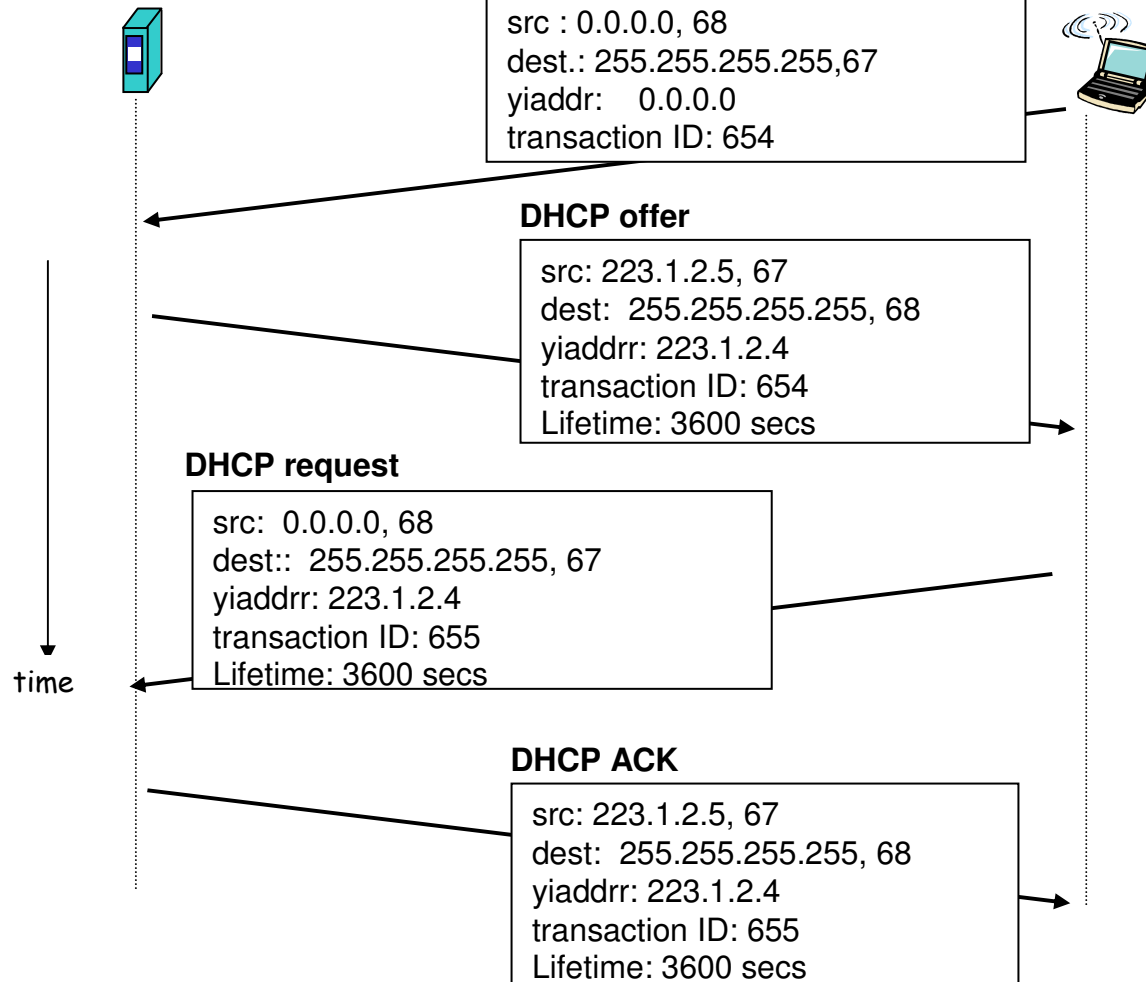 src : 0.0.0.0, 68
dest.: 255.255.255.255,67
yiaddr: 0.0.0.0
transaction ID: 654
DHCP offer
src: 223.1.2.5, 67
dest: 255.255.255.255, 68
yiaddrr: 223.1.2.4
transaction ID: 654
Lifetime: 3600 secs
DHCP request
src: 0.0.0.0, 68
dest:: 255.255.255.255, 67
yiaddrr: 223.1.2.4
transaction ID: 655
Lifetime: 3600 secs
time
DHCP ACK
src: 223.1.2.5, 67
dest: 255.255.255.255, 68
yiaddrr: 223.1.2.4
transaction ID: 655
Lifetime: 3600 secs